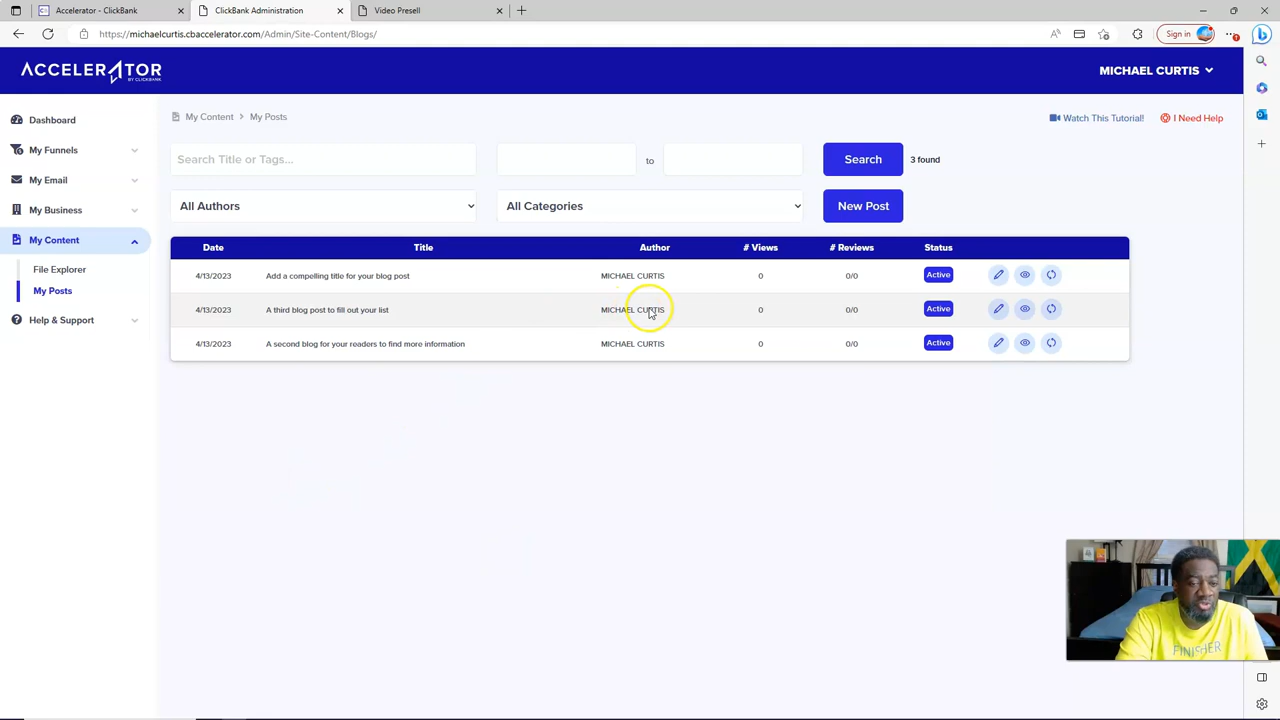 Accelerator - ClickBank
ClickBank Administration
Video Presell
https://michaelcurtis.cbaccelerator.com/Admin/Site-Content/Blogs/
Sign in
ACCELERATOR
BY CLICKBANK
MICHAEL CURTIS
Dashboard
My Funnels
My Email
My Business
My Content
File Explorer
My Posts
Help & Support
My Content > My Posts
Watch This Tutorial!
I Need Help
Search Title or Tags...
to
Search
3 found
All Authors
All Categories
New Post
Date Title Author # Views # Reviews Status
4/13/2023 Add a compelling title for your blog post MICHAEL CURTIS 0 0/0 Active
4/13/2023 A third blog post to fill out your list MICHAEL CURTIS 0 0/0 Active
4/13/2023 A second blog for your readers to find more information MICHAEL CURTIS 0 0/0 Active
FINISHER